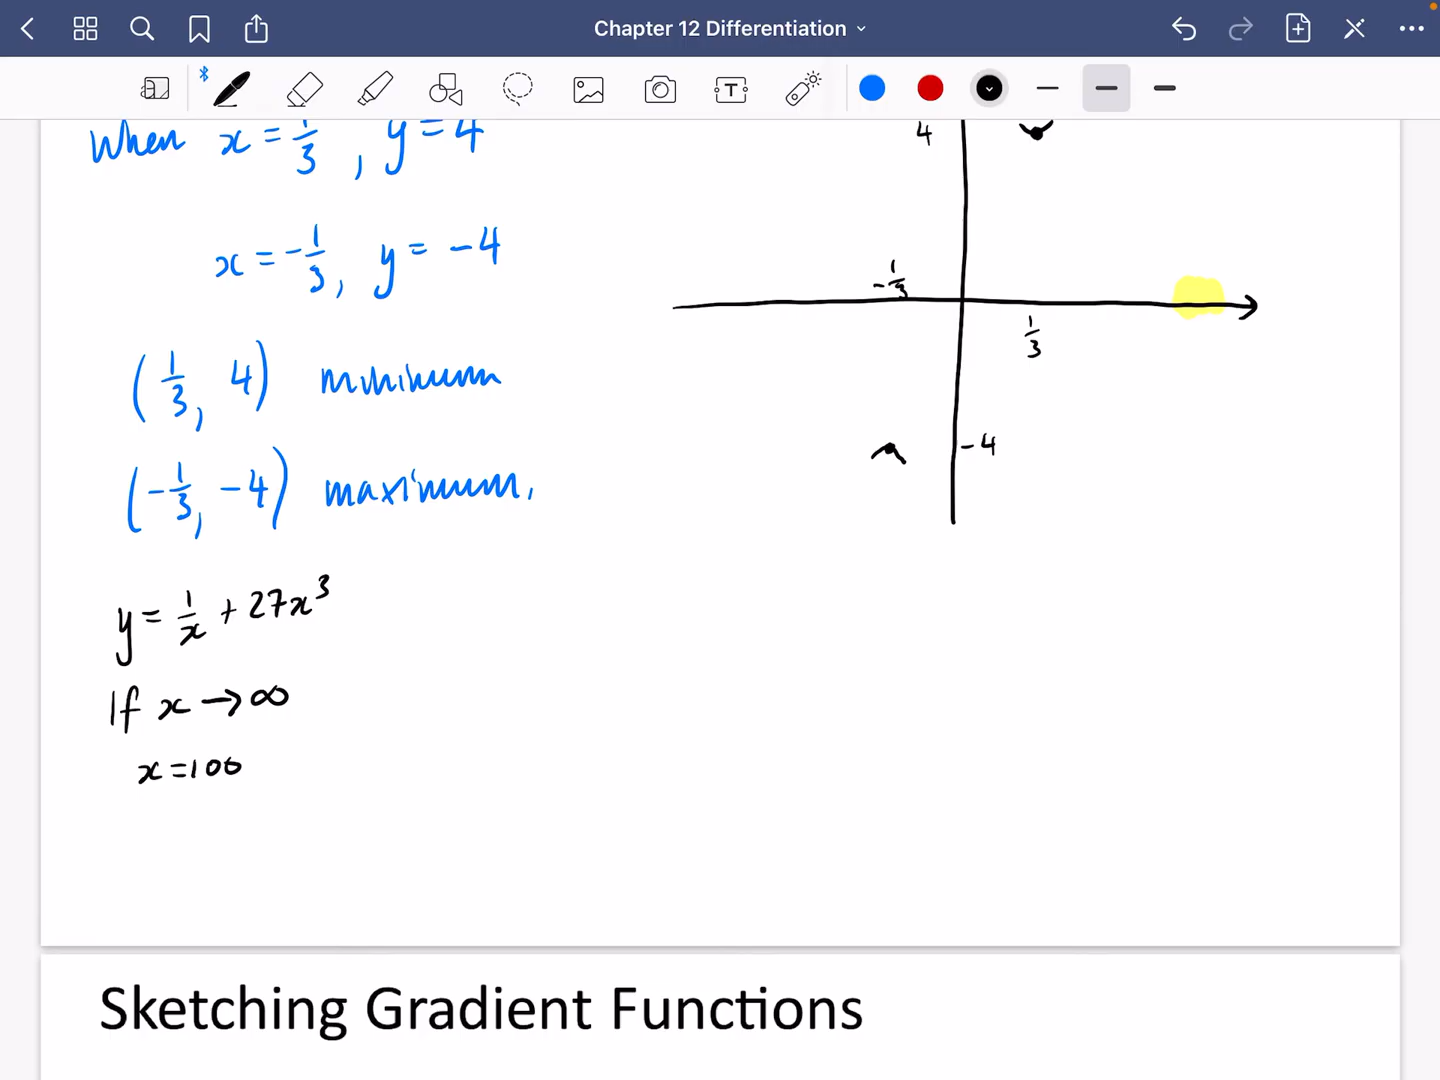 Chapter 12 Differentiation
When x = 1/3, y = 4
x = -1/3, y = -4
(1/3, 4) minimum
(-1/3, -4) maximum.
y = 1/x + 27x³
If x → ∞
x = 100
4
-1/3
1/3
-4
Sketching Gradient Functions